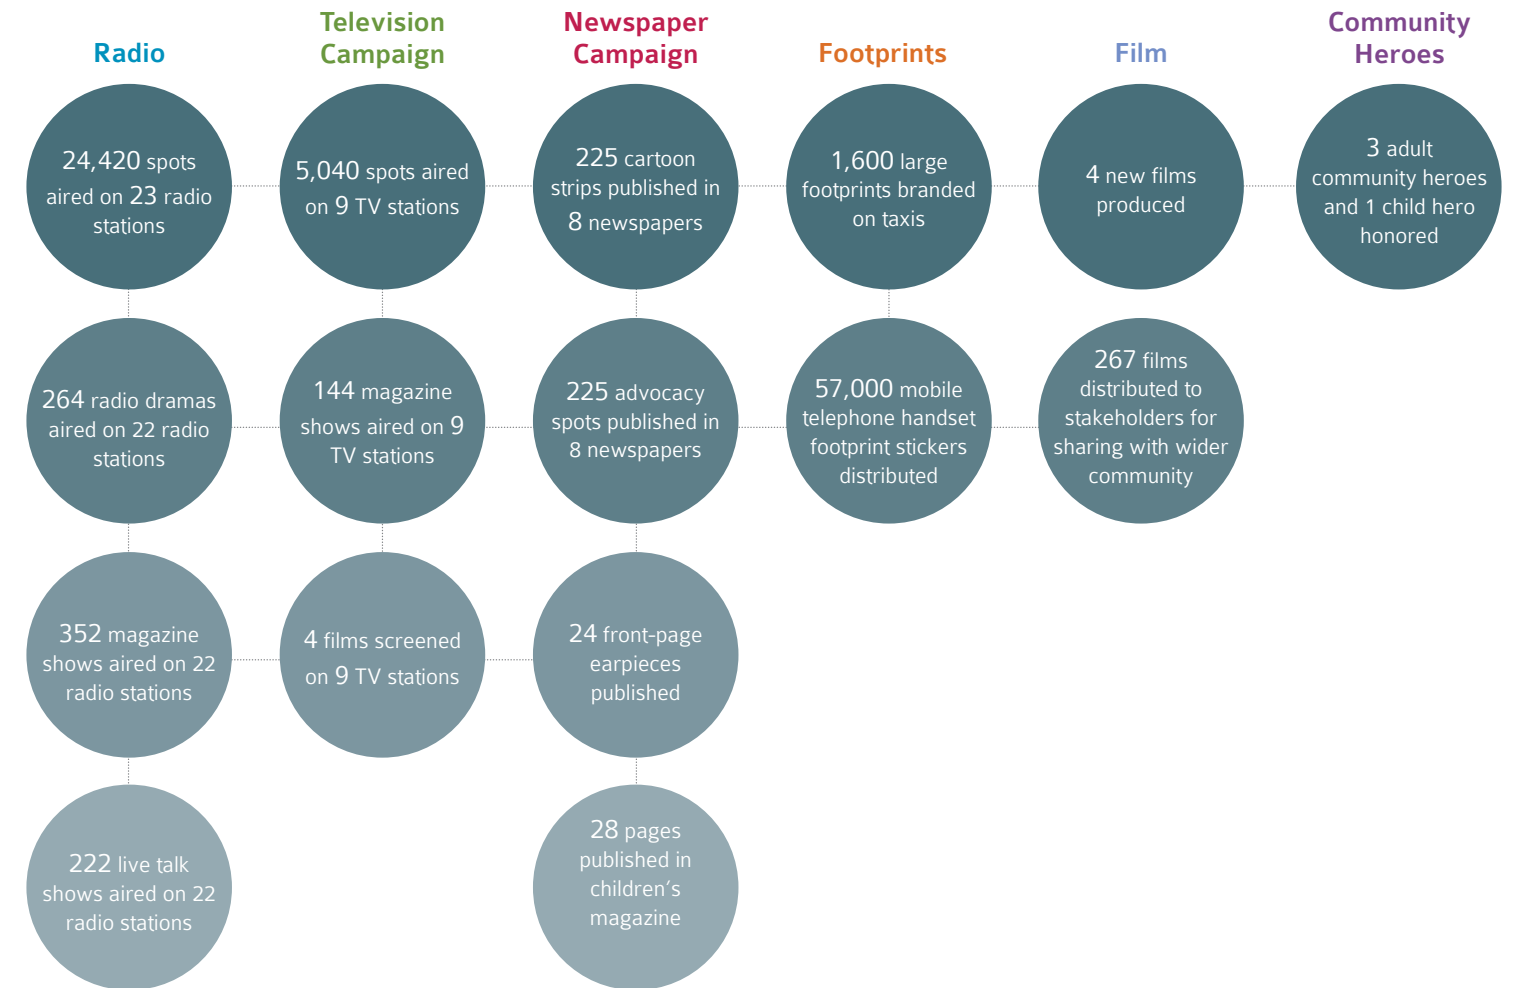 Radio
Television
Campaign
Newspaper
Campaign
Footprints
Film
Community
Heroes
24,420 spots
aired on 23 radio
stations
5,040 spots aired
on 9 TV stations
225 cartoon
strips published in
8 newspapers
1,600 large
footprints branded
on taxis
4 new films
produced
3 adult
community heroes
and 1 child hero
honored
264 radio dramas
aired on 22 radio
stations
144 magazine
shows aired on 9
TV stations
225 advocacy
spots published in
8 newspapers
57,000 mobile
telephone handset
footprint stickers
distributed
267 films
distributed to
stakeholders for
sharing with wider
community
352 magazine
shows aired on 22
radio stations
4 films screened
on 9 TV stations
24 front-page
earpieces
published
222 live talk
shows aired on 22
radio stations
28 pages
published in
children’s
magazine